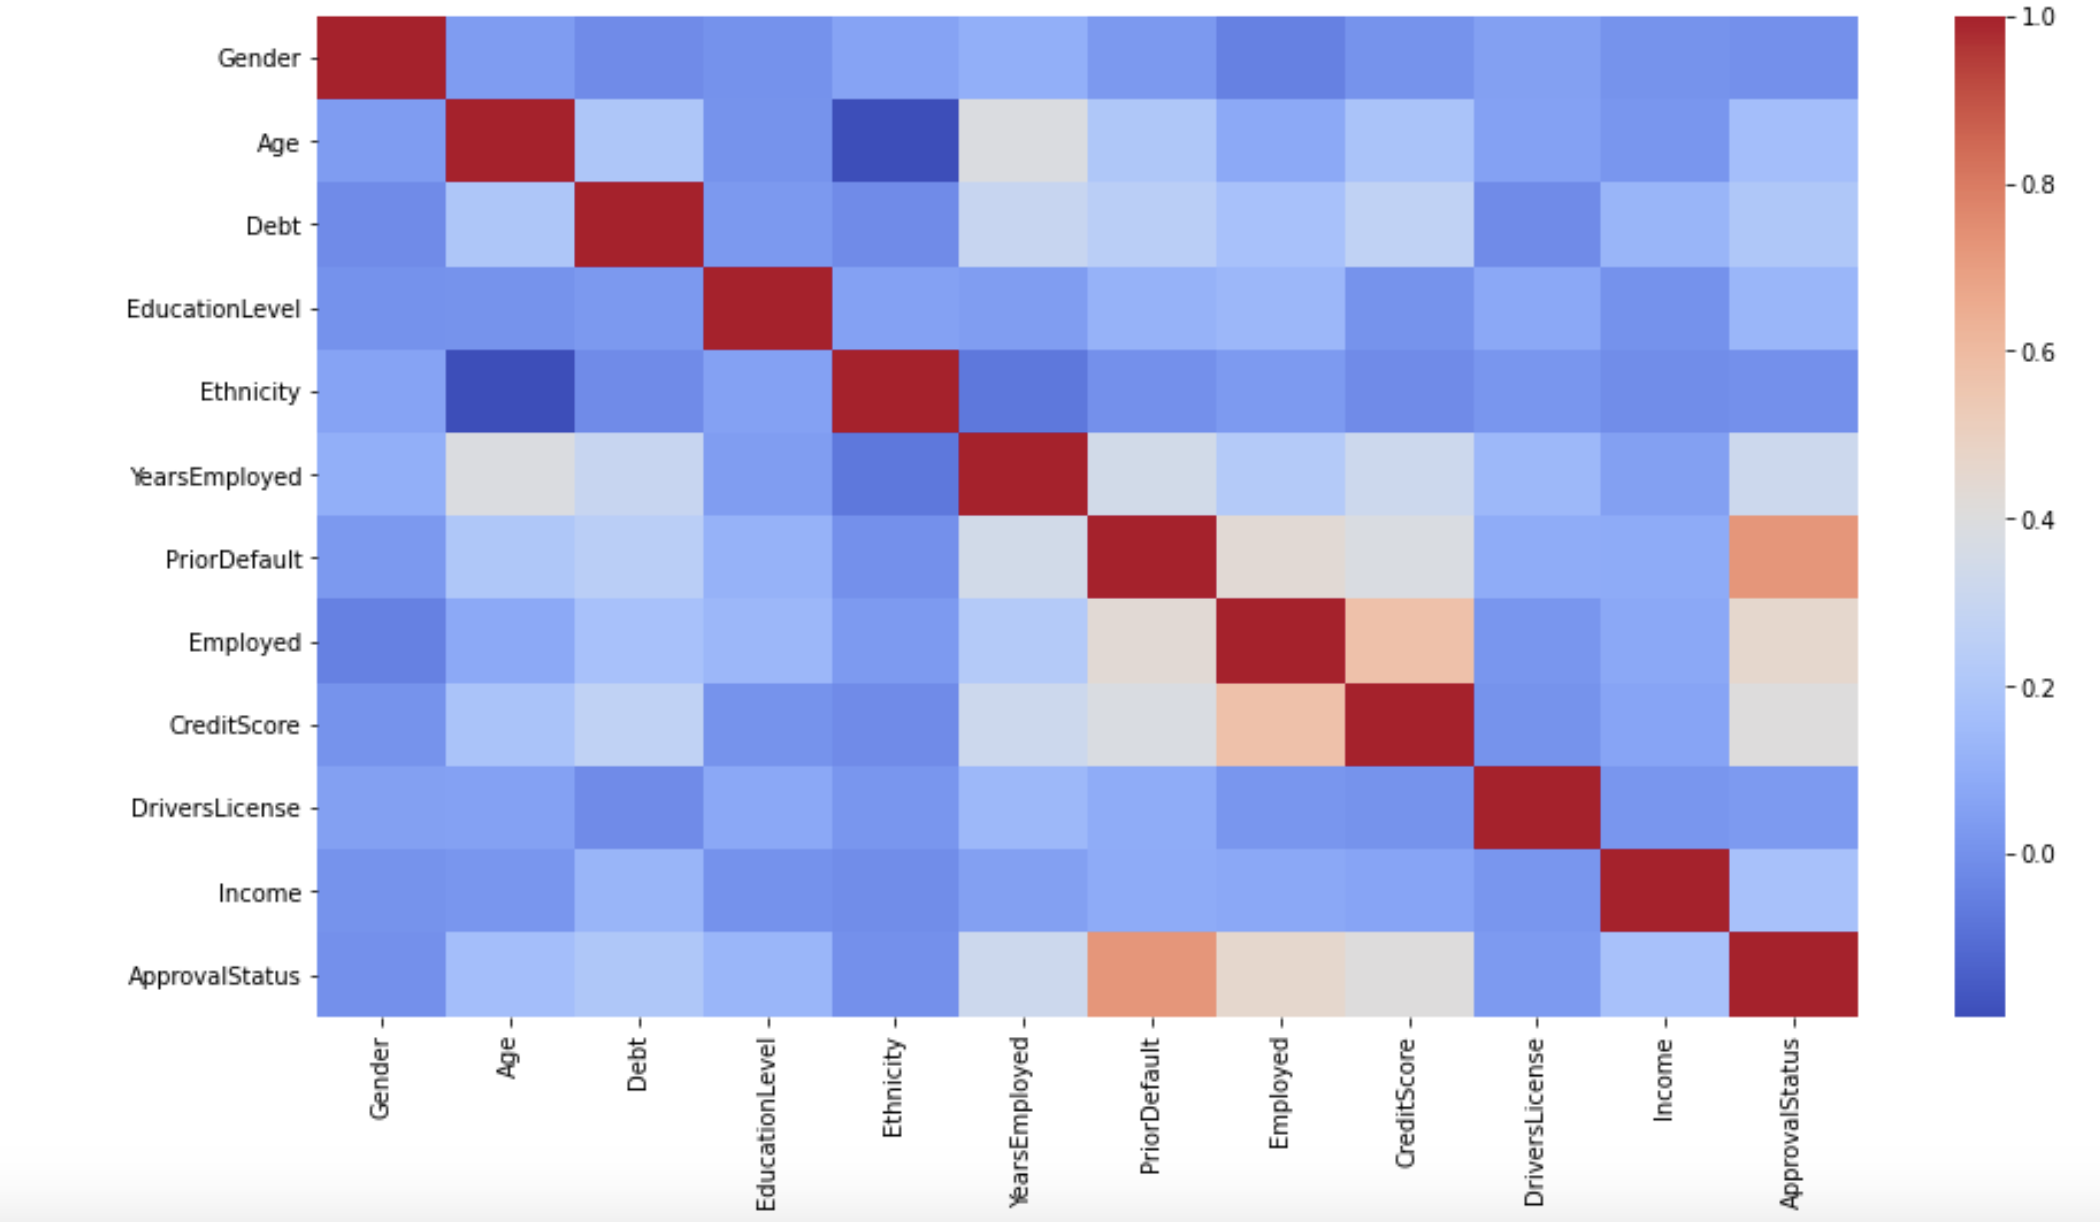 Gender
Age
Debt
EducationLevel
Ethnicity
YearsEmployed
PriorDefault
Employed
CreditScore
DriversLicense
Income
ApprovalStatus
Gender
Age
Debt
EducationLevel
Ethnicity
YearsEmployed
PriorDefault
Employed
CreditScore
DriversLicense
Income
ApprovalStatus
1.0
0.8
0.6
0.4
0.2
0.0